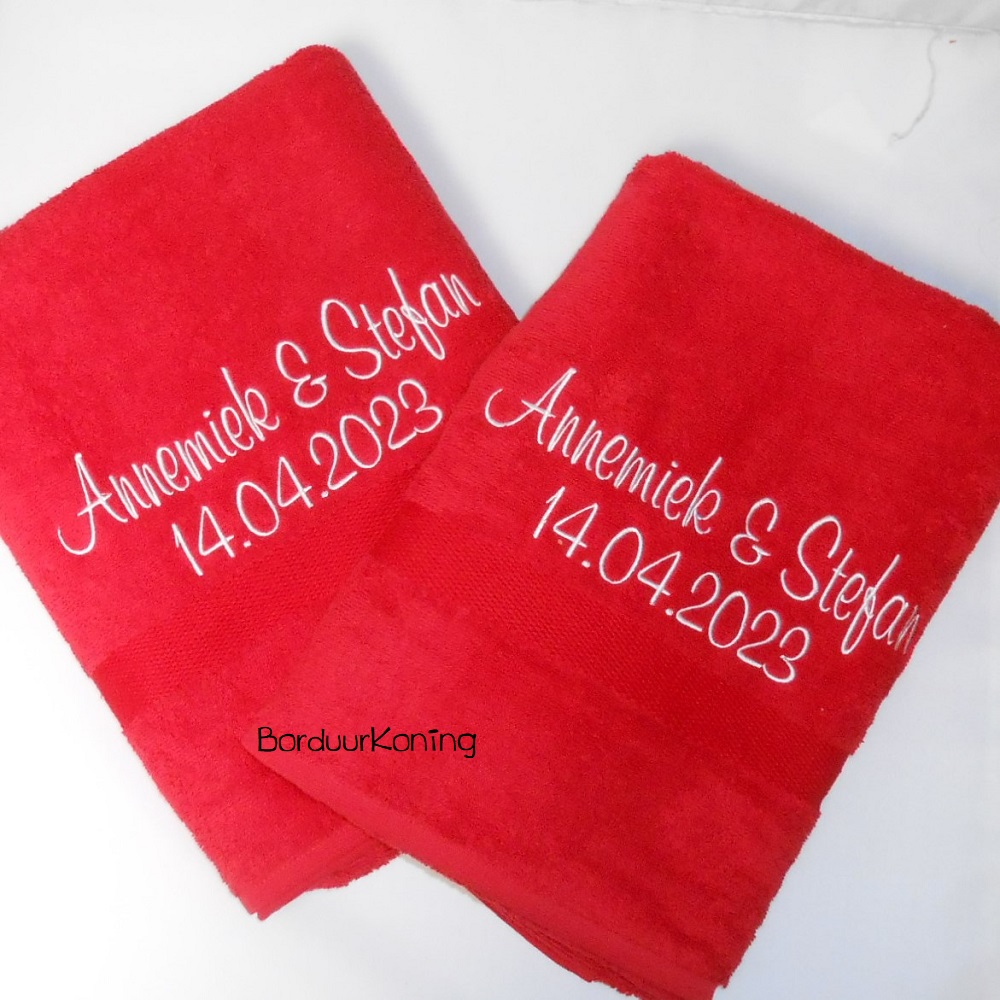 Annemiek & Stefan
14.04.2023
Annemiek & Stefan
14.04.2023
BorduurKoning